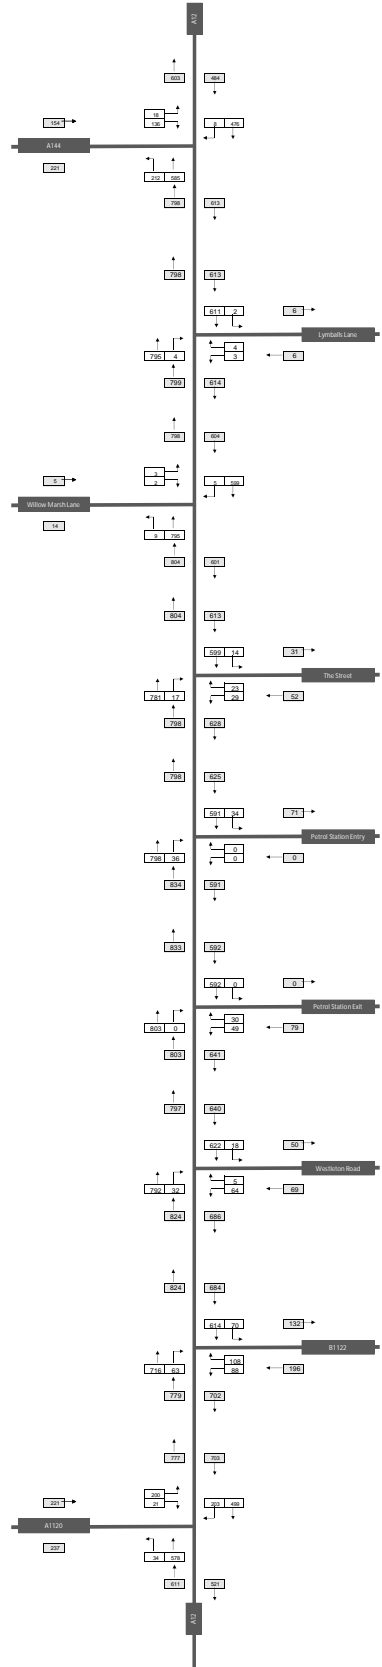 A12
603 484
18
154 136 8 476
A144
221
212 585
798 613
798 613
611 2 6
Lymballs Lane
4
795 4 3 6
799 614
798 604
3
5 2 5 599
Willow Marsh Lane
14
9 795
804 601
804 613
599 14 31
The Street
23
781 17 29 52
798 628
798 625
591 34 71
Petrol Station Entry
0
798 36 0 0
834 591
833 592
592 0 0
Petrol Station Exit
30
803 0 49 79
803 641
797 640
622 18 50
Westleton Road
5
792 32 64 69
824 686
824 684
614 70 132
B1122
108
716 63 88 196
779 702
777 703
200
221 21 203 498
A1120
237
34 578
611 521
A12